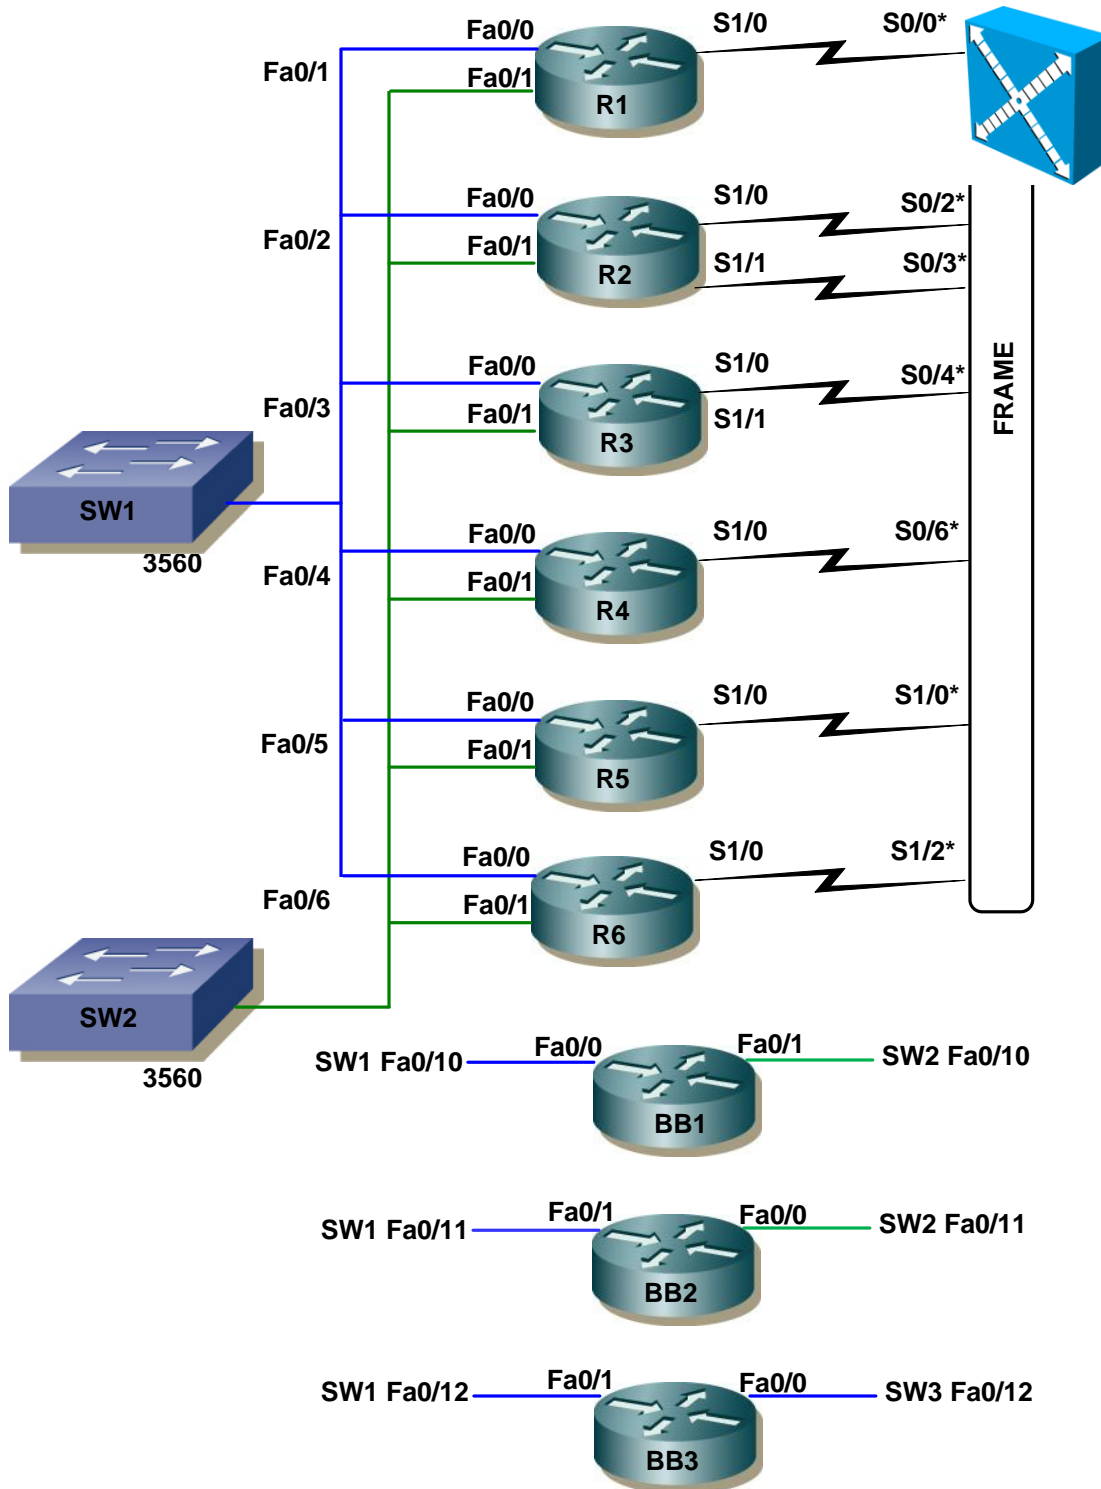 Fa0/0 S1/0 S0/0*
Fa0/1
Fa0/1
R1
Fa0/0 S1/0 S0/2*
Fa0/2
Fa0/1 S1/1 S0/3*
R2
Fa0/0 S1/0 S0/4*
FRAME
Fa0/3
Fa0/1 S1/1
R3
SW1
3560
Fa0/0 S1/0 S0/6*
Fa0/4
Fa0/1
R4
Fa0/0 S1/0 S1/0*
Fa0/5
Fa0/1
R5
Fa0/0 S1/0 S1/2*
Fa0/6
Fa0/1
R6
SW2
3560
SW1 Fa0/10 Fa0/0 Fa0/1 SW2 Fa0/10
BB1
SW1 Fa0/11 Fa0/1 Fa0/0 SW2 Fa0/11
BB2
SW1 Fa0/12 Fa0/1 Fa0/0 SW3 Fa0/12
BB3